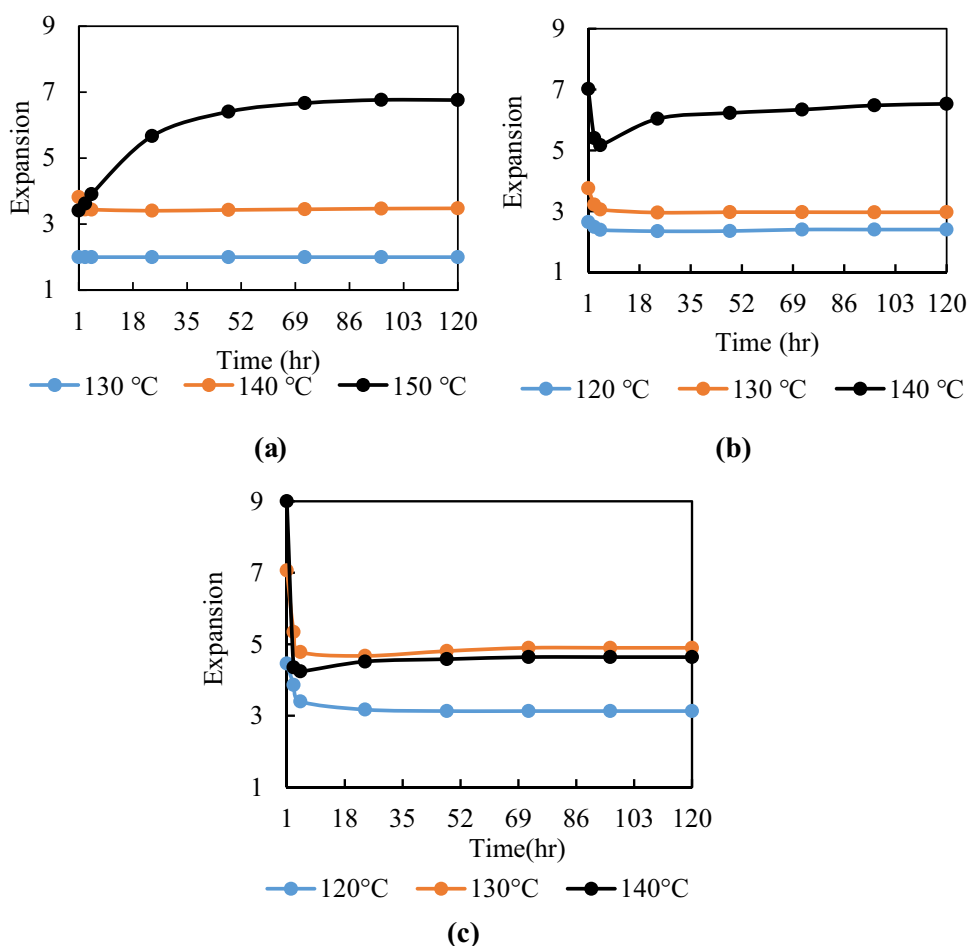 9
7
5
3
1
Expansion
1 18 35 52 69 86 103 120
Time (hr)
130 °C 140 °C 150 °C
(a)
9
7
5
3
1
Expansion
1 18 35 52 69 86 103 120
Time (hr)
120 °C 130 °C 140 °C
(b)
9
7
5
3
1
Expansion
1 18 35 52 69 86 103 120
Time(hr)
120°C 130°C 140°C
(c)